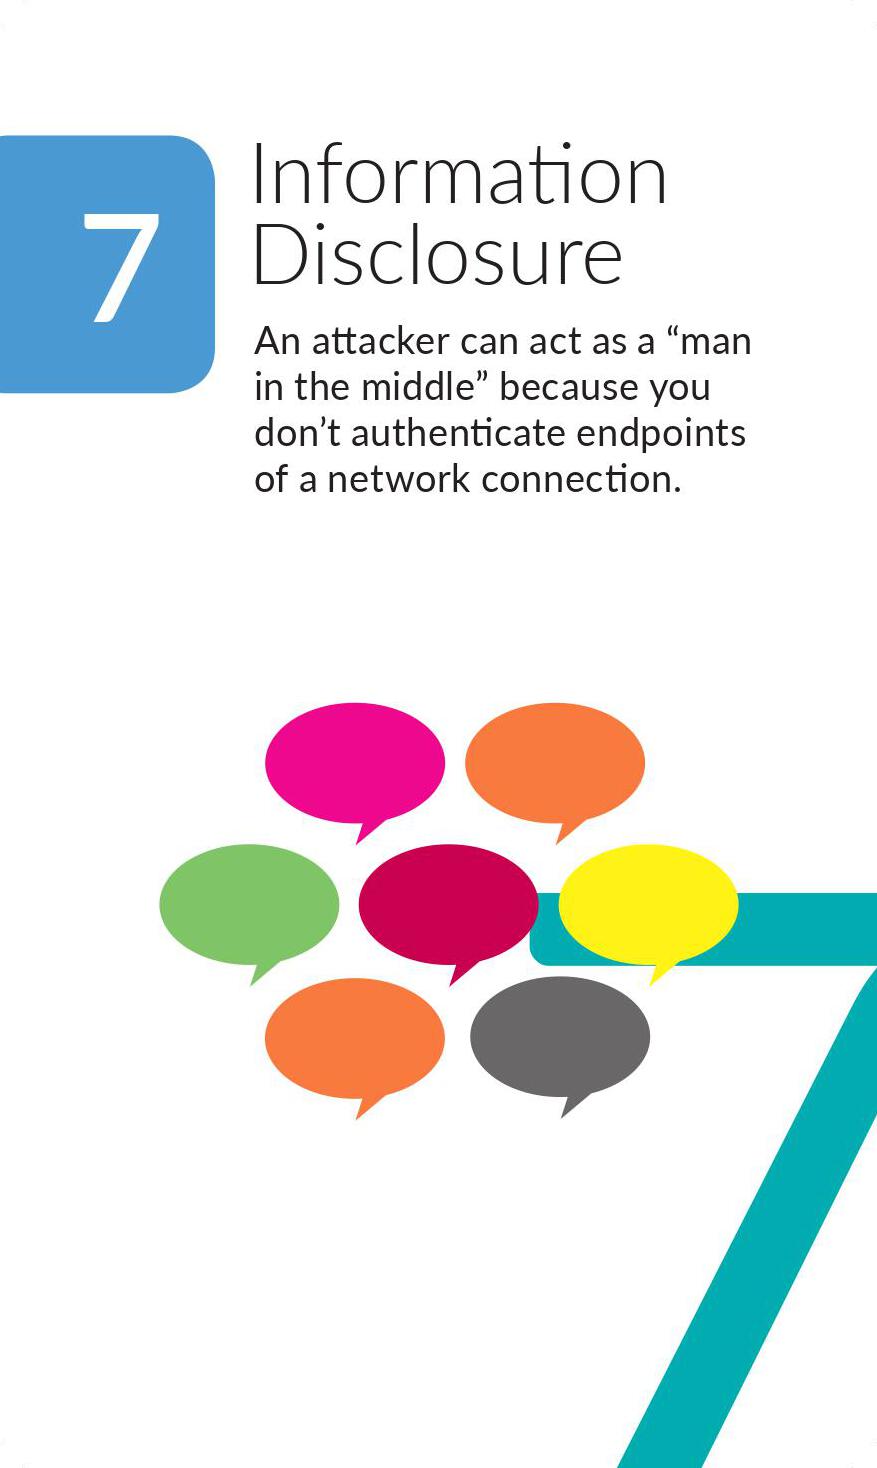 7
Information
Disclosure
An attacker can act as a “man
in the middle” because you
don’t authenticate endpoints
of a network connection.
7